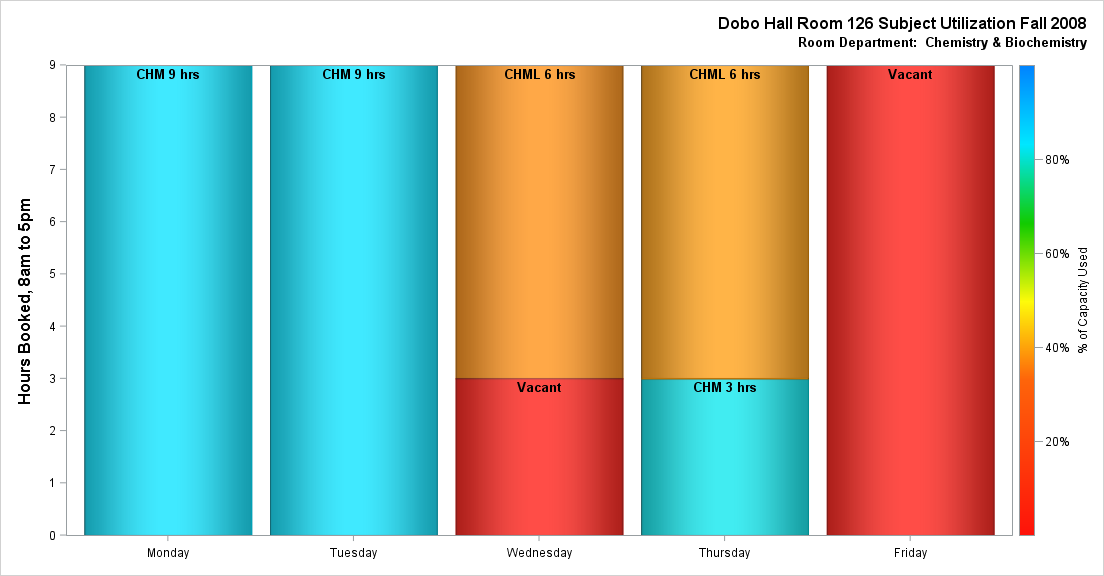 Dobo Hall Room 126 Subject Utilization Fall 2008
Room Department:  Chemistry & Biochemistry
Hours Booked, 8am to 5pm
9
8
7
6
5
4
3
2
1
0
CHM 9 hrs
CHM 9 hrs
CHML 6 hrs
CHML 6 hrs
Vacant
Vacant
CHM 3 hrs
Monday
Tuesday
Wednesday
Thursday
Friday
80%
60%
40%
20%
% of Capacity Used